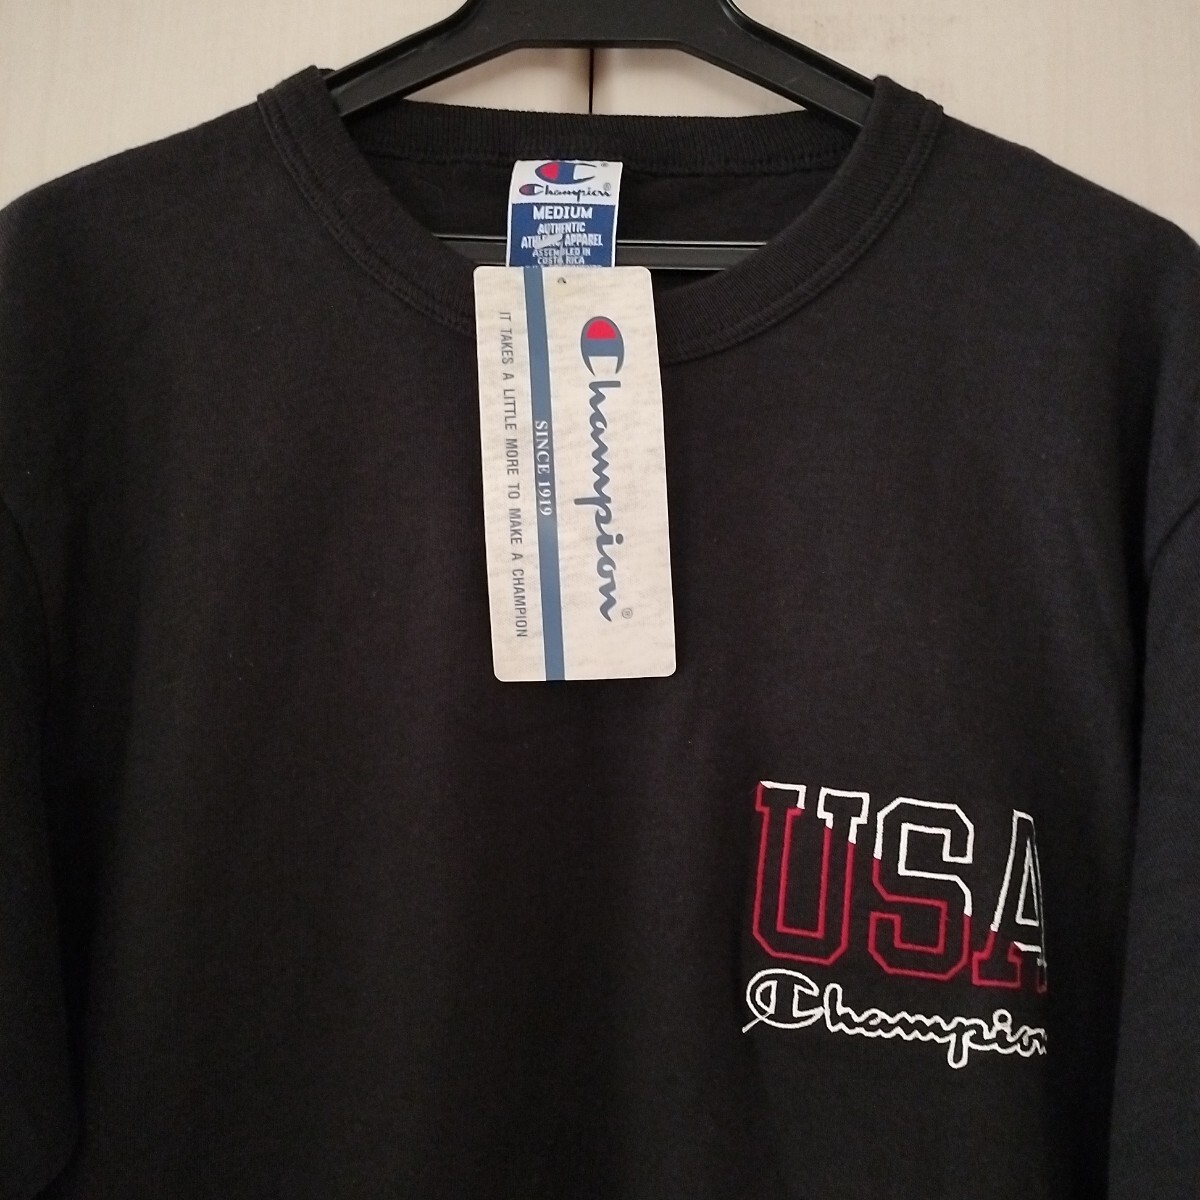 Champion®
MEDIUM
AUTHENTIC
ATHLETIC APPAREL
ASSEMBLED IN
COSTA RICA
Champion®
SINCE 1919
IT TAKES A LITTLE MORE TO MAKE A CHAMPION
USA
Champion